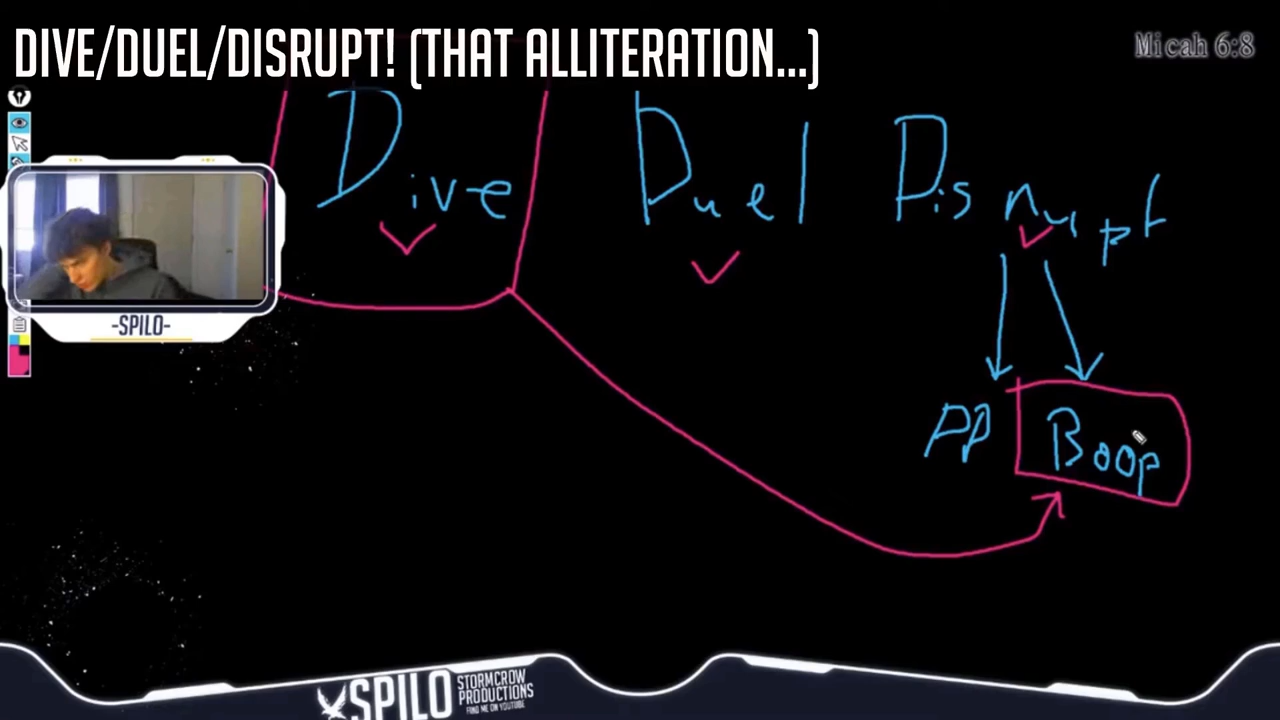 DIVE/DUEL/DISRUPT! (THAT ALLITERATION...)
Micah 6:8
Dive Duel Disrupt
-SPILO-
PP Boop
SPILO
STORMCROW
PRODUCTIONS
FIND ME ON YOUTUBE